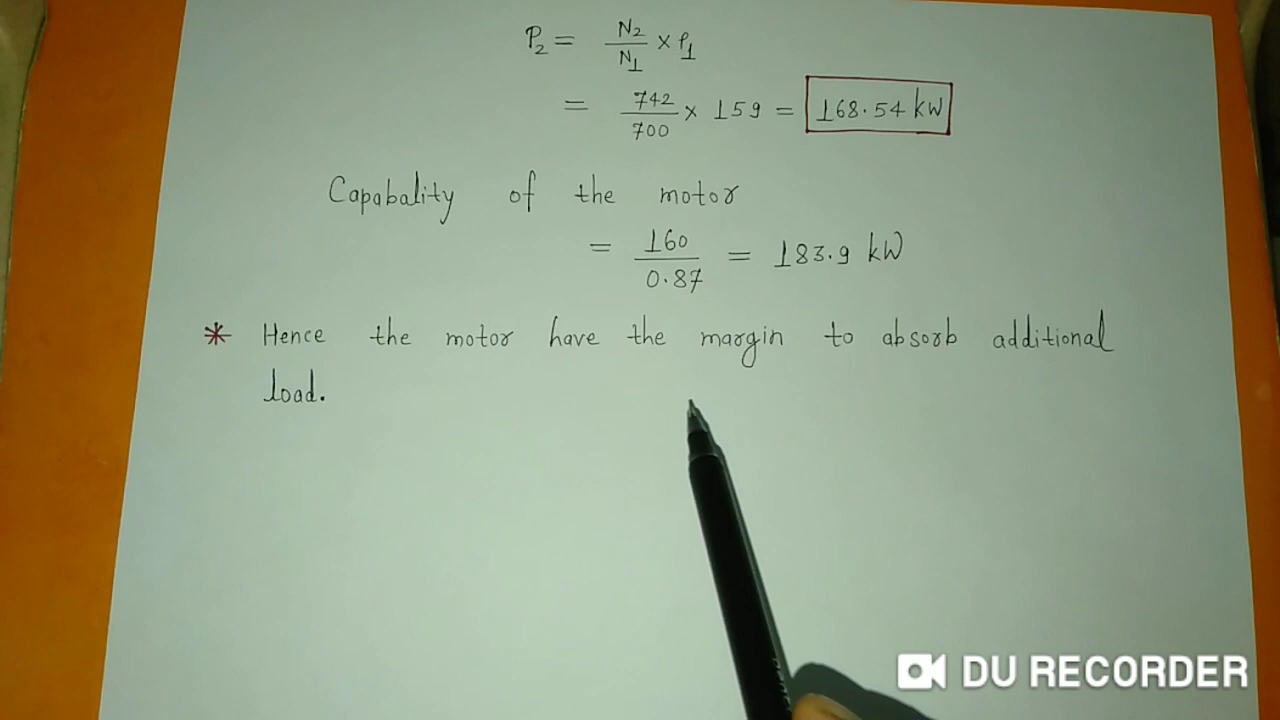 P₂ = N₂/N₁ × P₁
= 742/700 × 159 = 168.54 kW
Capabality of the motor
= 160/0.87 = 183.9 kW
* Hence the motor have the margin to absorb additional
load.
DU RECORDER